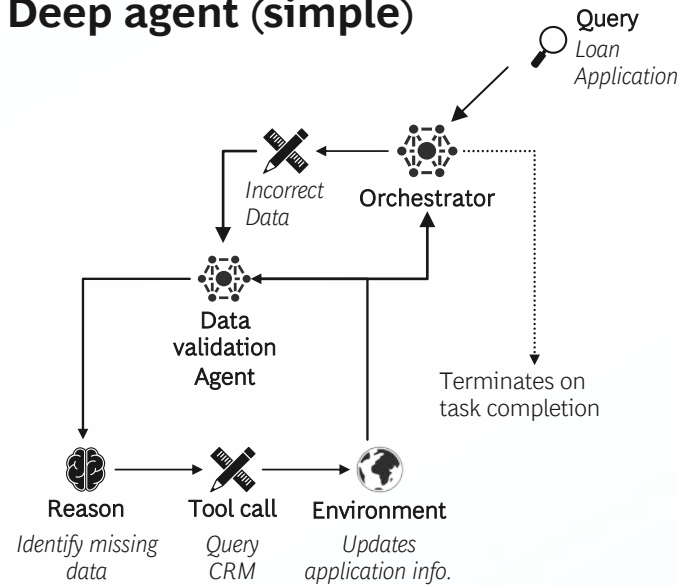 Deep agent (simple)
Query
Loan
Application
Incorrect
Data
Orchestrator
Data
validation
Agent
Terminates on
task completion
Reason
Identify missing
data
Tool call
Query
CRM
Environment
Updates
application info.